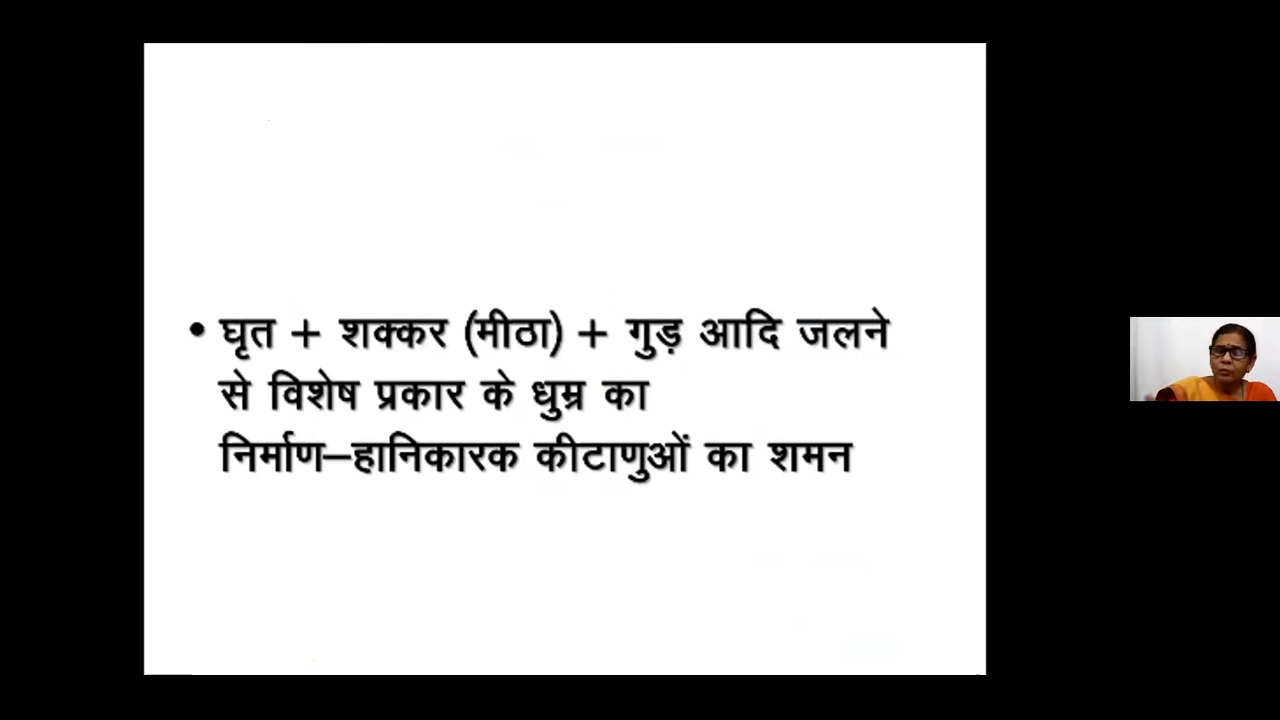 • घृत + शक्कर (मीठा) + गुड़ आदि जलने
से विशेष प्रकार के धुम्र का
निर्माण–हानिकारक कीटाणुओं का शमन